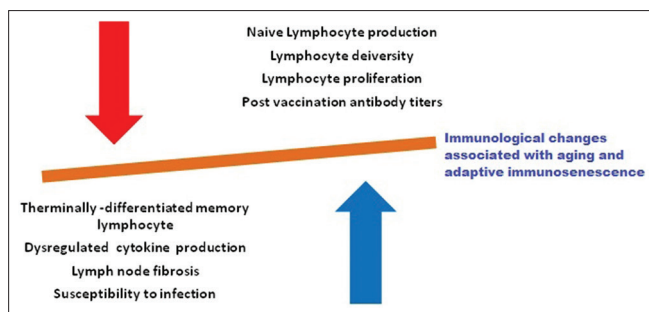 Naive Lymphocyte production
Lymphocyte deiversity
Lymphocyte proliferation
Post vaccination antibody titers
Immunological changes
associated with aging and
adaptive immunosenescence
Therminally -differentiated memory
lymphocyte
Dysregulated cytokine production
Lymph node fibrosis
Susceptibility to infection